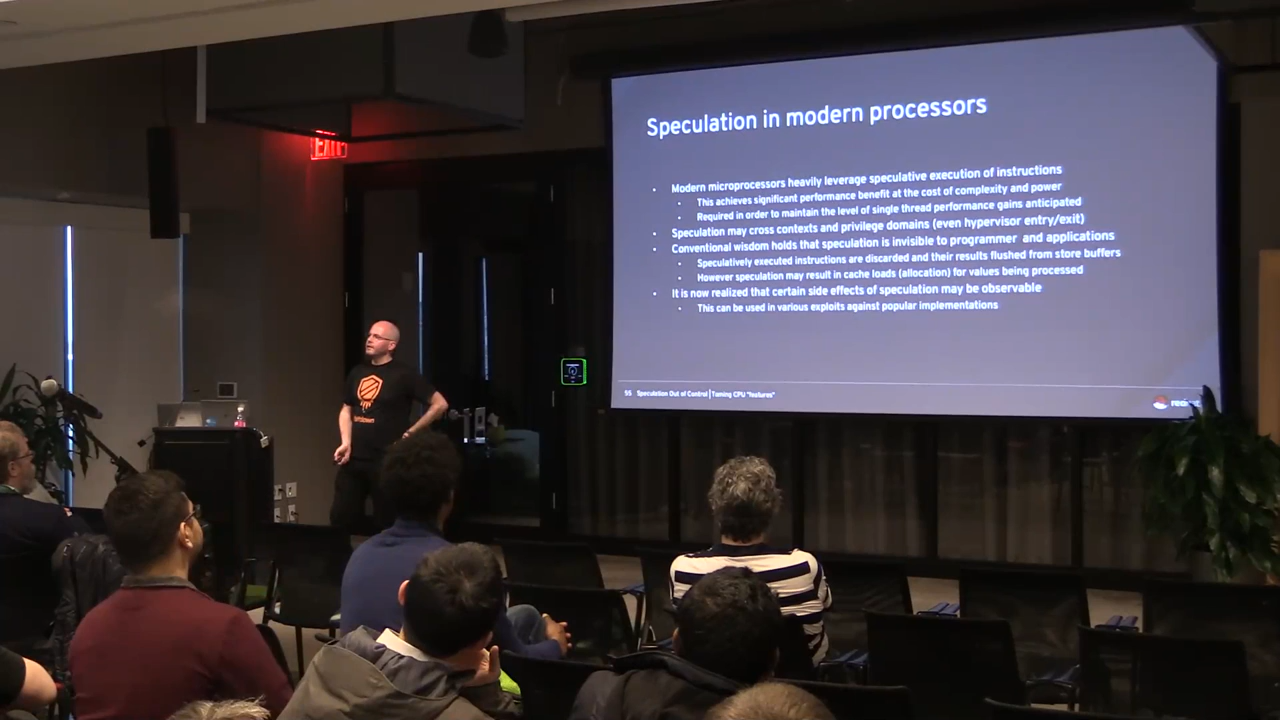 Speculation in modern processors
Modern microprocessors heavily leverage speculative execution of instructions
This achieves significant performance benefit at the cost of complexity and power
Required in order to maintain the level of single thread performance gains anticipated
Speculation may cross contexts and privilege domains (even hypervisor entry/exit)
Conventional wisdom holds that speculation is invisible to programmer and applications
Speculatively executed instructions are discarded and their results flushed from store buffers
However speculation may result in cache loads (allocation) for values being processed
It is now realized that certain side effects of speculation may be observable
This can be used in various exploits against popular implementations
55 Speculation Out of Control | Taming CPU "features"
EXIT